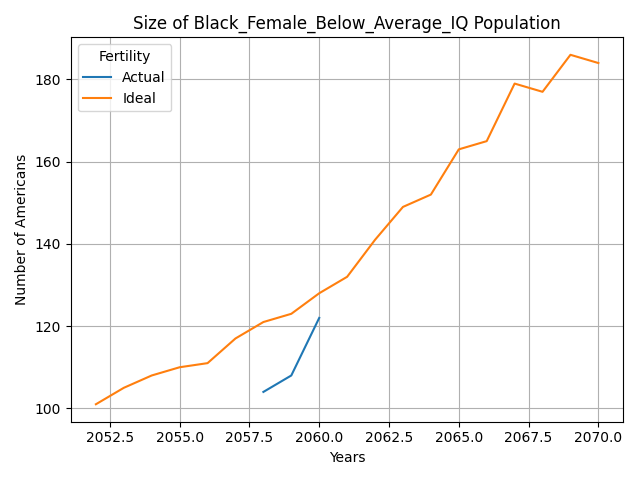 Size of Black_Female_Below_Average_IQ Population
Fertility
Actual
Ideal
Number of Americans
180
160
140
120
100
2052.5 2055.0 2057.5 2060.0 2062.5 2065.0 2067.5 2070.0
Years